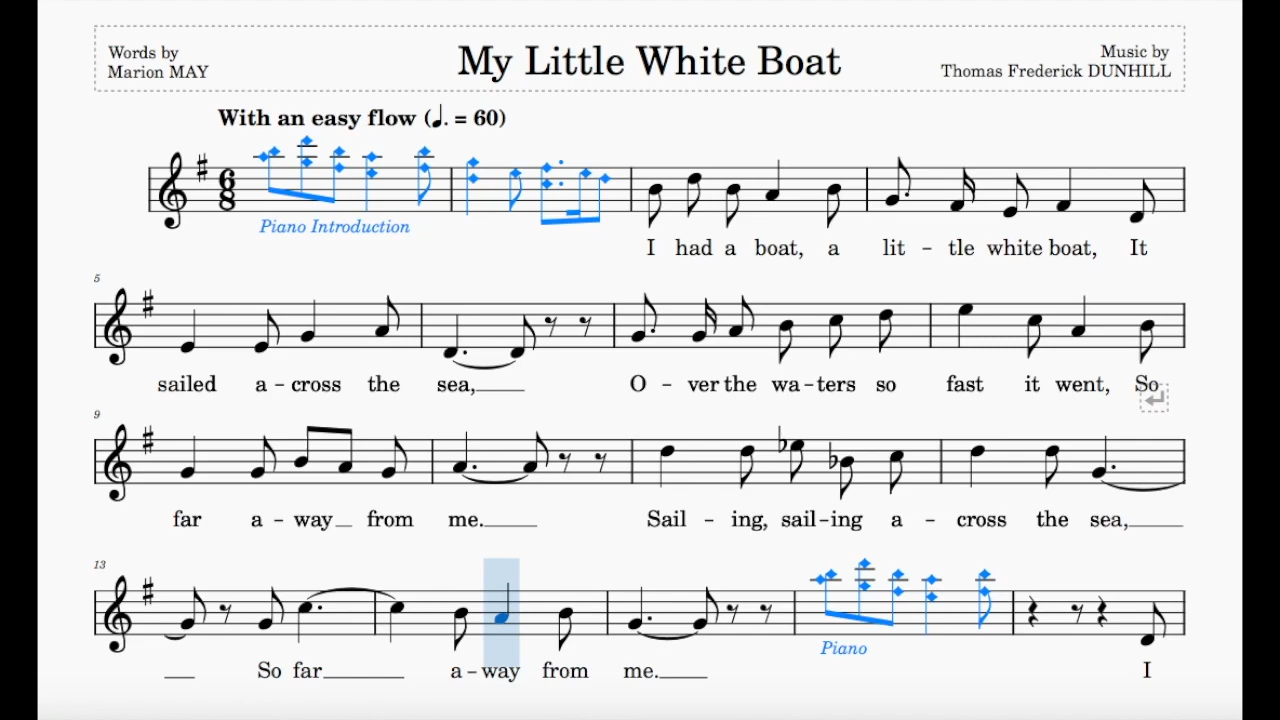 Words by
Marion MAY
My Little White Boat
Music by
Thomas Frederick DUNHILL
With an easy flow (♩. = 60)
6
8
Piano Introduction
I had a boat, a lit - tle white boat, It
5
sailed a - cross the sea, O - ver the wa - ters so fast it went, So
9
far a - way from me. Sail - ing, sail - ing a - cross the sea,
13
So far a - way from me. I
Piano